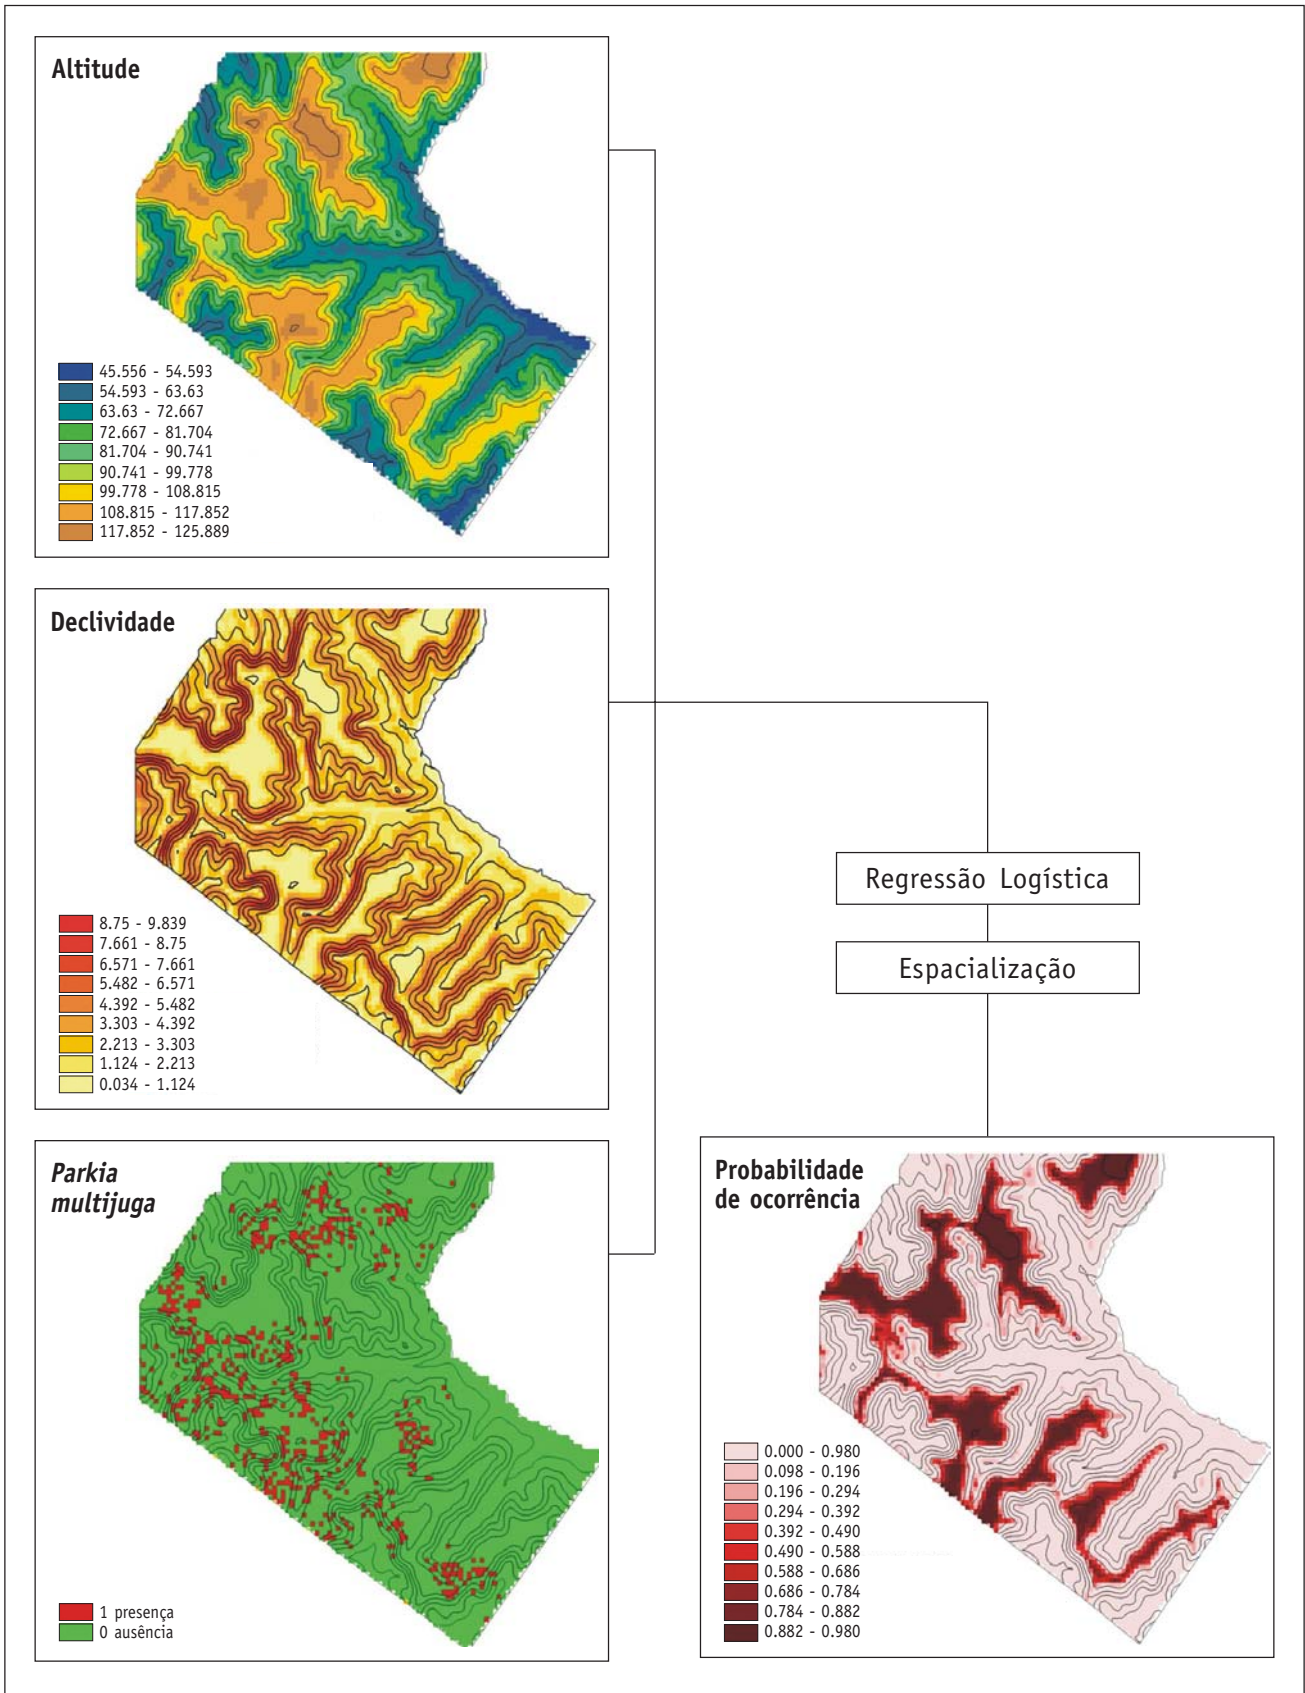 Altitude
45.556 - 54.593
54.593 - 63.63
63.63 - 72.667
72.667 - 81.704
81.704 - 90.741
90.741 - 99.778
99.778 - 108.815
108.815 - 117.852
117.852 - 125.889
Declividade
8.75 - 9.839
7.661 - 8.75
6.571 - 7.661
5.482 - 6.571
4.392 - 5.482
3.303 - 4.392
2.213 - 3.303
1.124 - 2.213
0.034 - 1.124
Regressão Logística
Espacialização
Parkia
multijuga
1 presença
0 ausência
Probabilidade
de ocorrência
0.000 - 0.980
0.098 - 0.196
0.196 - 0.294
0.294 - 0.392
0.392 - 0.490
0.490 - 0.588
0.588 - 0.686
0.686 - 0.784
0.784 - 0.882
0.882 - 0.980